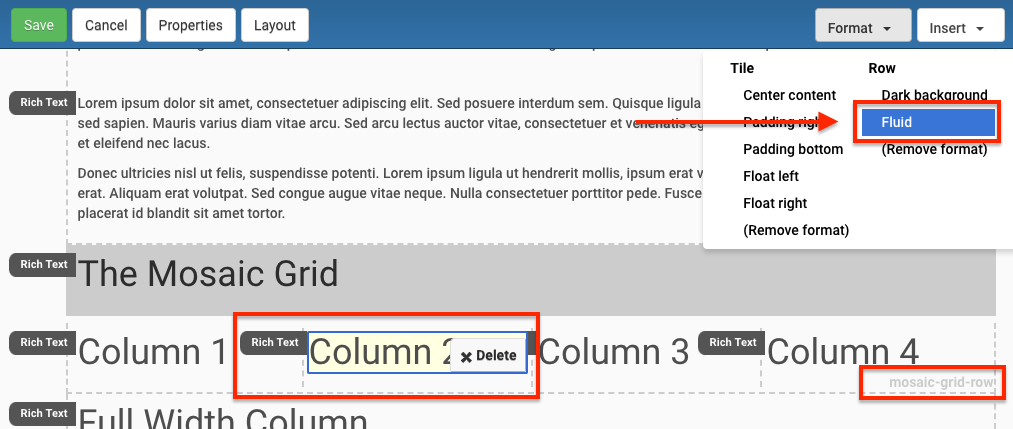 Save Cancel Properties Layout Format Insert
Tile Row
Center content Dark background
Padding right Fluid
Padding bottom (Remove format)
Float left
Float right
(Remove format)
Rich Text
Lorem ipsum dolor sit amet, consectetuer adipiscing elit. Sed posuere interdum sem. Quisque ligula
sed sapien. Mauris varius diam vitae arcu. Sed arcu lectus auctor vitae, consectetuer et venenatis eg
et eleifend nec lacus.
Donec ultricies nisl ut felis, suspendisse potenti. Lorem ipsum ligula ut hendrerit mollis, ipsum erat v
erat. Aliquam erat volutpat. Sed congue augue vitae neque. Nulla consectetuer porttitor pede. Fusce
placerat id blandit sit amet tortor.
Rich Text
The Mosaic Grid
Rich Text Column 1 Rich Text Column 2 Delete Column 3 Rich Text Column 4
mosaic-grid-row
Rich Text
Full Width Column